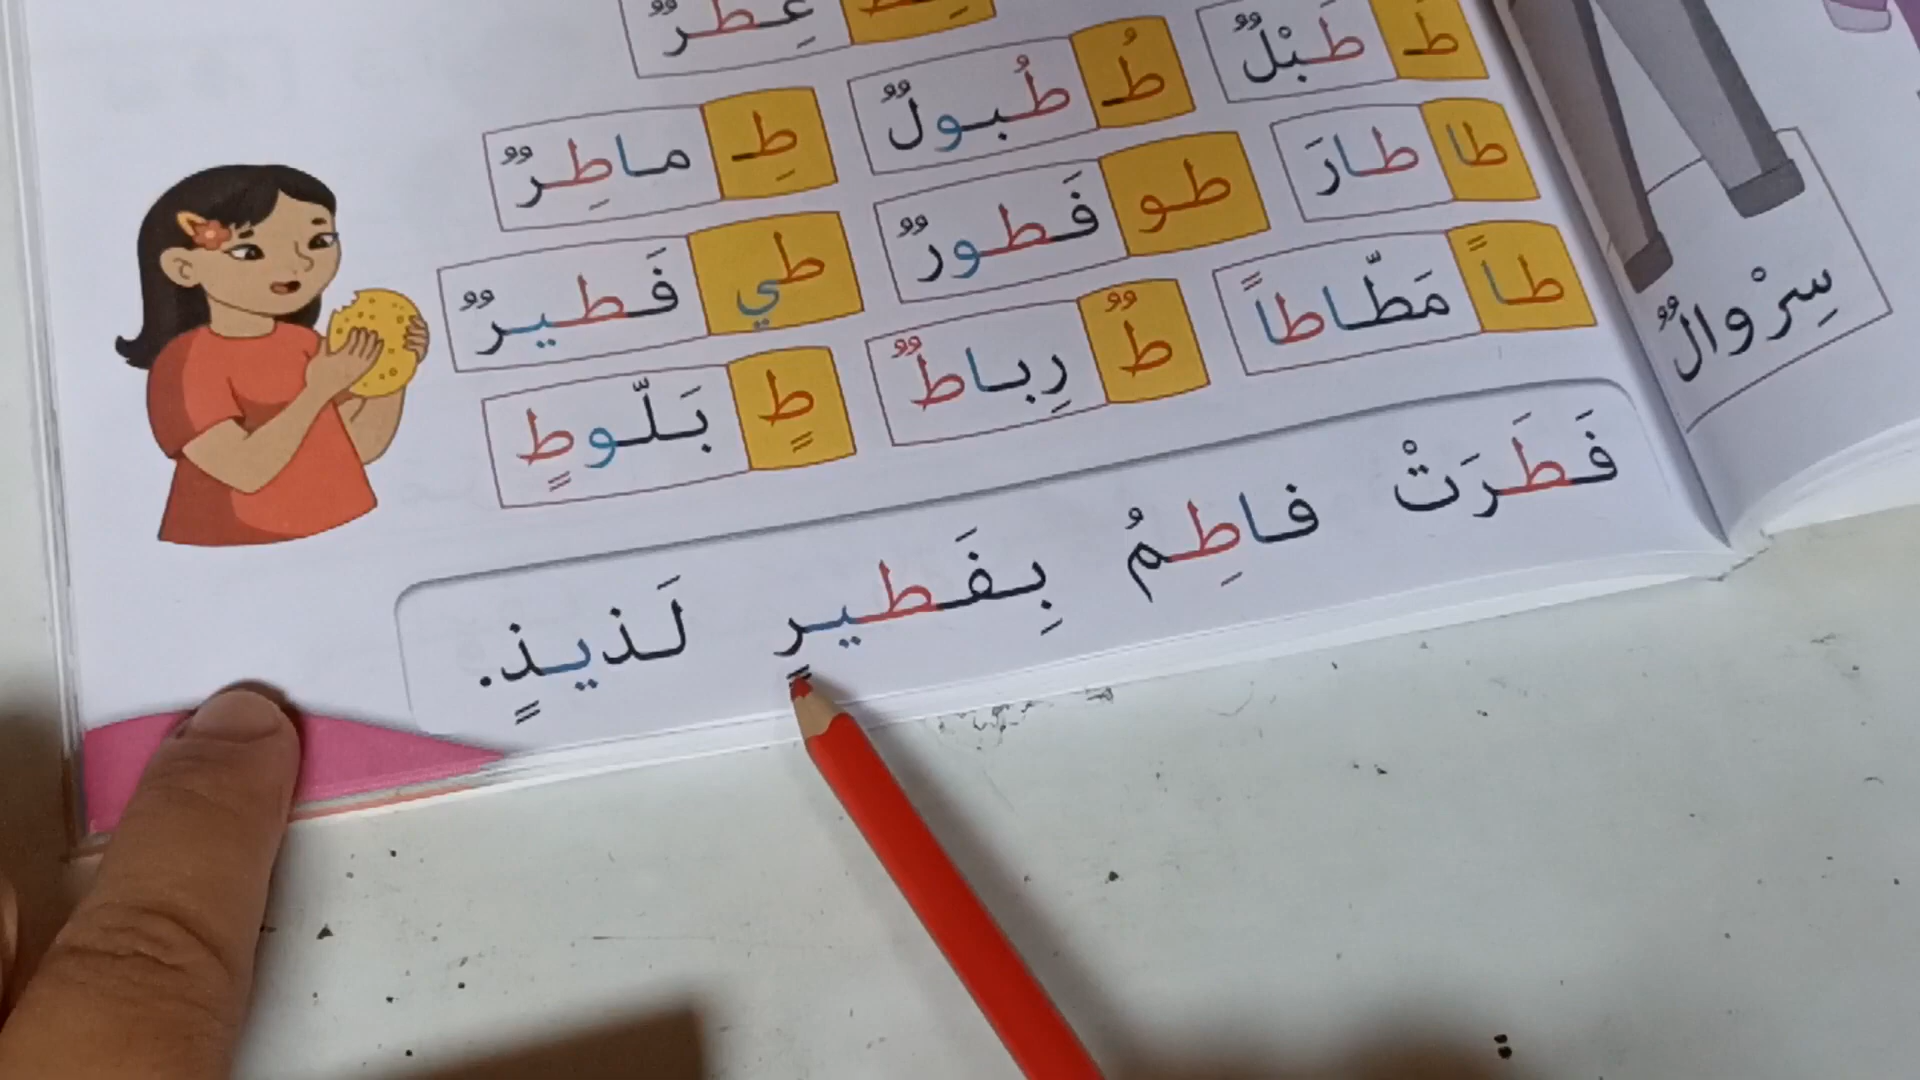 عِطْرٌ
طَـ طَبْلٌ طُـ طُبولٌ طِـ ماطِرٌ
طا طارَ طو فَطورٌ طي فَطيرٌ
طاً مَطّاطاً طٌ رِباطٌ طٍ بَلّوطٍ
فَطَرَتْ فاطِمُ بِفَطيرٍ لَذيذٍ.
سِرْوالٌ